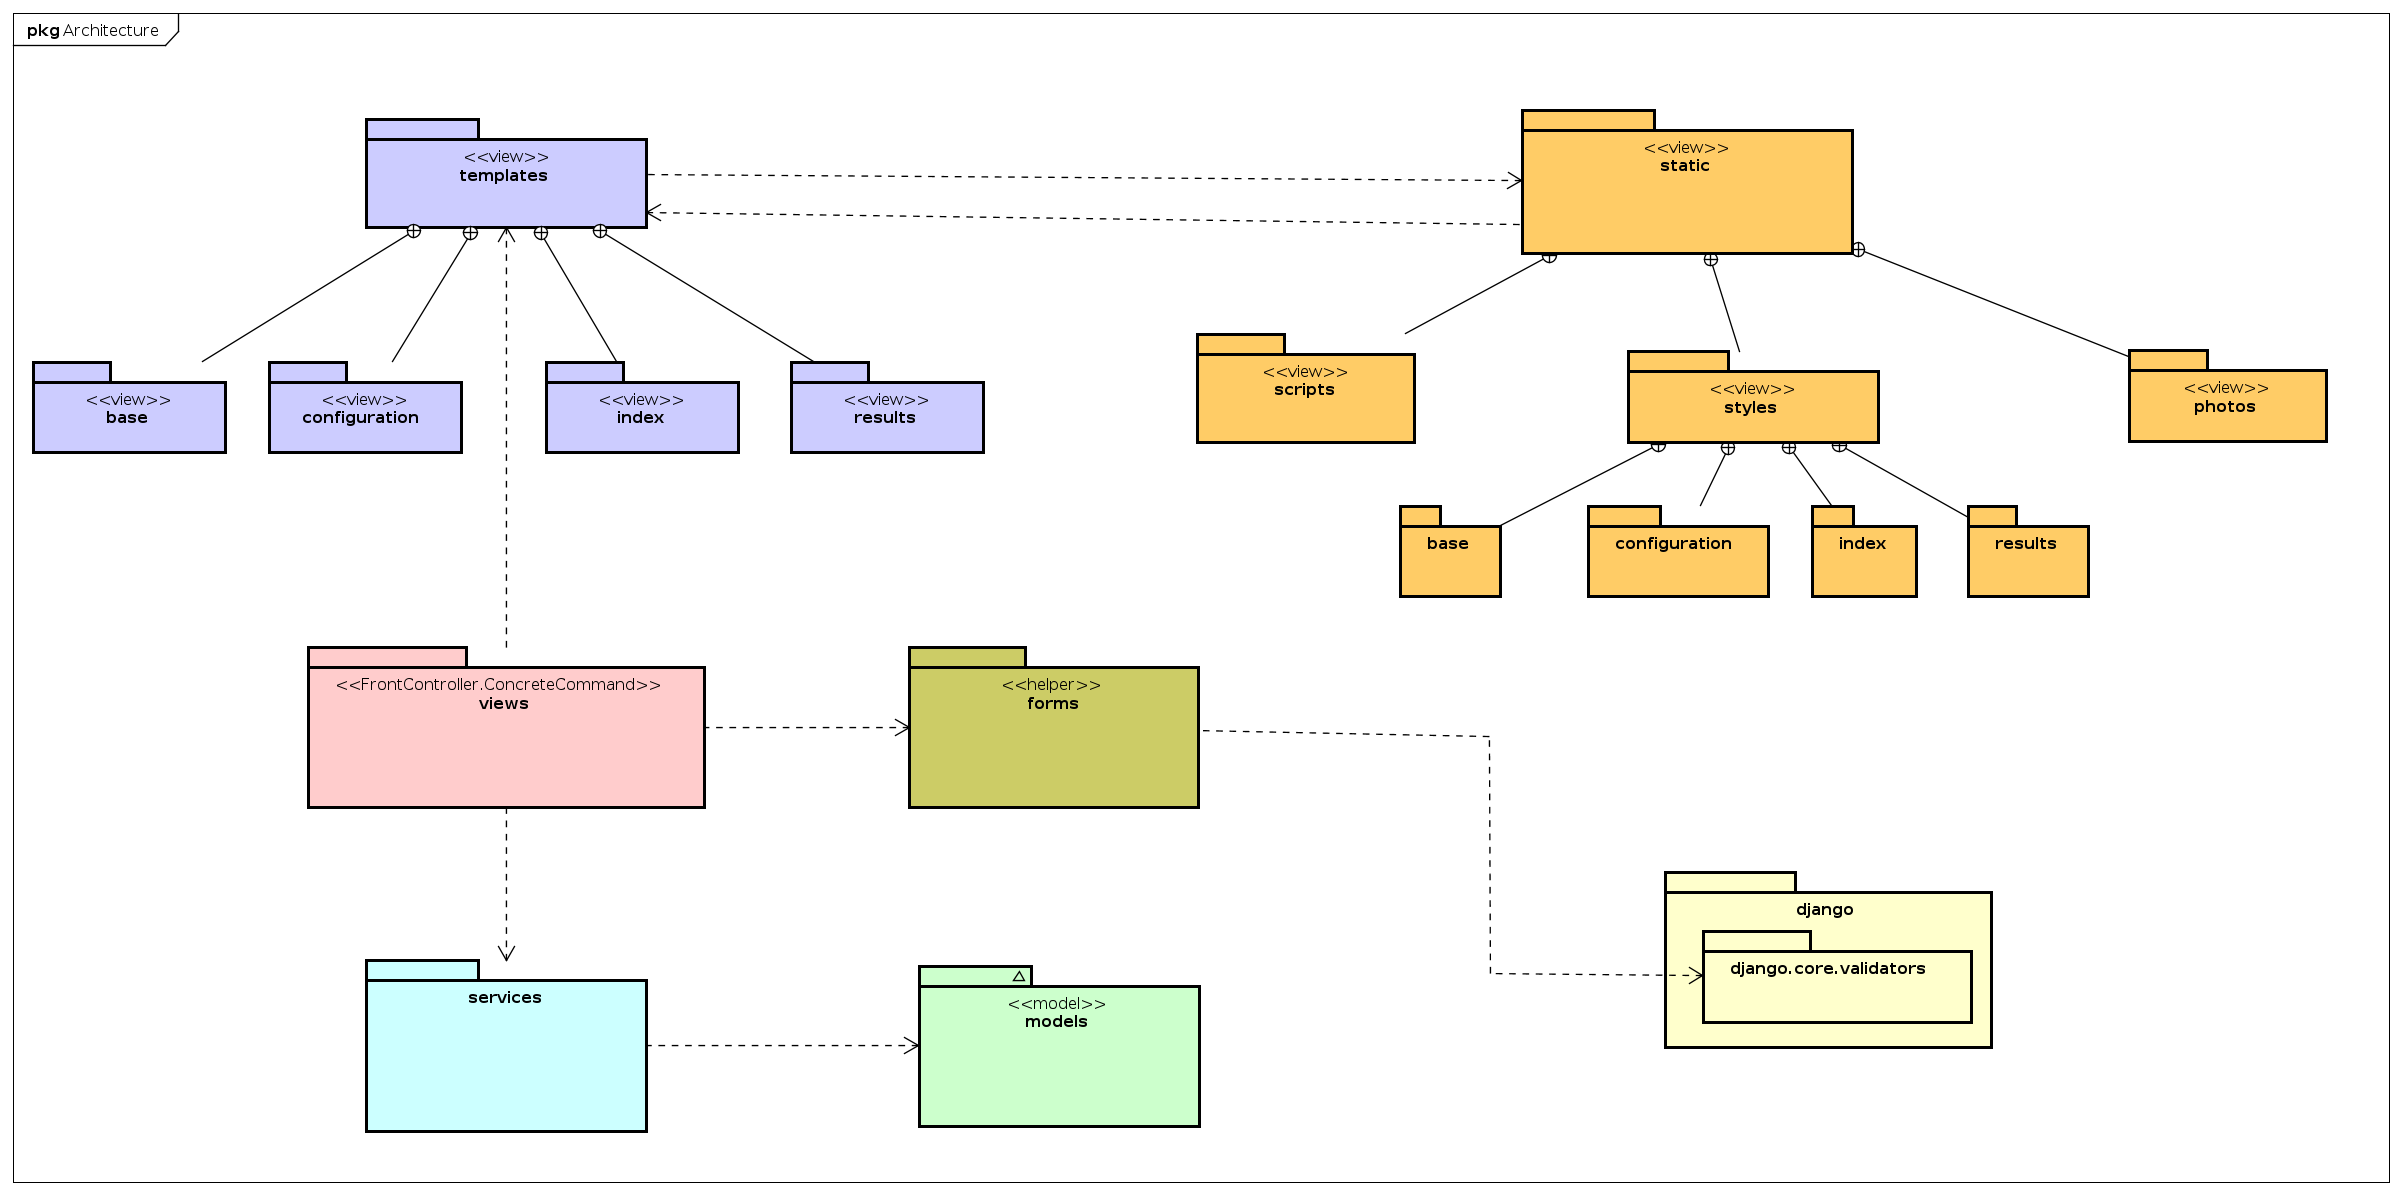 pkg Architecture
<<view>>
templates
<<view>>
static
<<view>>
base
<<view>>
configuration
<<view>>
index
<<view>>
results
<<view>>
scripts
<<view>>
styles
<<view>>
photos
base
configuration
index
results
<<FrontController.ConcreteCommand>>
views
<<helper>>
forms
django
django.core.validators
services
<<model>>
models